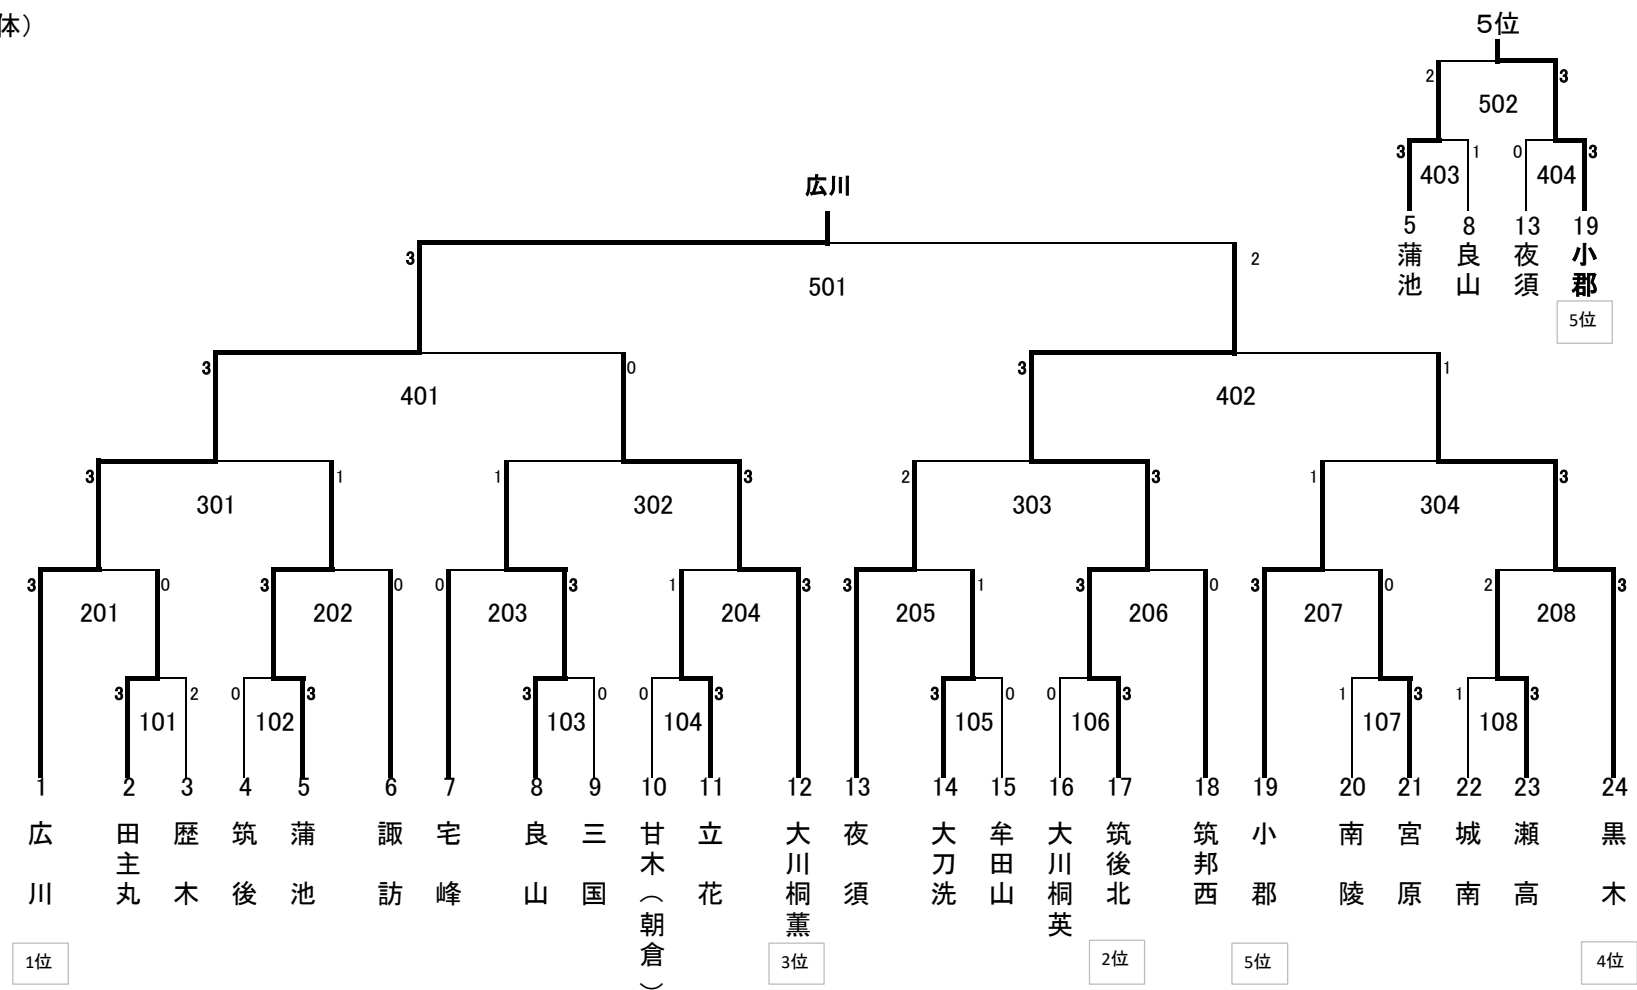 体）
5位
2 3
502
3 1 0 3
403 404
5 8 13 19
蒲池 良山 夜須 小郡
5位
広川
3 2
501
3 0 3 1
401 402
3 1 1 3 2 3 1 3
301 302 303 304
3 0 3 0 0 3 1 3 3 1 3 0 3 0 2 3
201 202 203 204 205 206 207 208
3 2 0 3 3 0 0 3 3 0 0 3 1 3 1 3
101 102 103 104 105 106 107 108
1 2 3 4 5 6 7 8 9 10 11 12 13 14 15 16 17 18 19 20 21 22 23 24
広川
田主丸
歴木
筑後
蒲池
諏訪
宅峰
良山
三国
甘木（朝倉）
立花
大川桐薫
夜須
大刀洗
牟田山
大川桐英
筑後北
筑邦西
小郡
南陵
宮原
城南
瀬高
黒木
1位 3位 2位 5位 4位